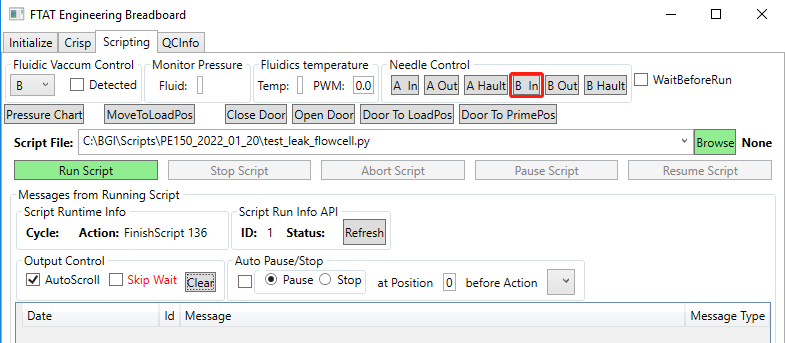 FTAT Engineering Breadboard
Initialize Crisp Scripting QCInfo
Fluidic Vaccum Control Monitor Pressure Fluidics temperature Needle Control
B Detected Fluid: Temp: PWM: 0.0 A In A Out A Hault B In B Out B Hault WaitBeforeRun
Pressure Chart MoveToLoadPos Close Door Open Door Door To LoadPos Door To PrimePos
Script File: C:\BGI\Scripts\PE150_2022_01_20\test_leak_flowcell.py Browse None
Run Script Stop Script Abort Script Pause Script Resume Script
Messages from Running Script
Script Runtime Info Script Run Info API
Cycle: Action: FinishScript 136 ID: 1 Status: Refresh
Output Control Auto Pause/Stop
AutoScroll Skip Wait Clear Pause Stop at Position 0 before Action
Date Id Message Message Type